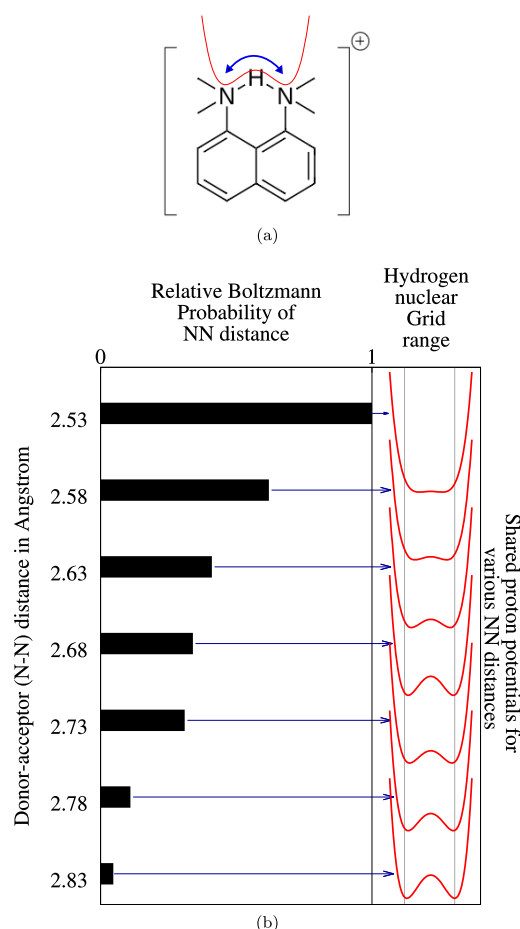 ⊕
H
N N
(a)
Relative Boltzmann
Probability of
NN distance
Hydrogen
nuclear
Grid
range
0 1
2.53
2.58
2.63
2.68
2.73
2.78
2.83
Donor-acceptor (N-N) distance in Angstrom
Shared proton potentials for
various NN distances
(b)